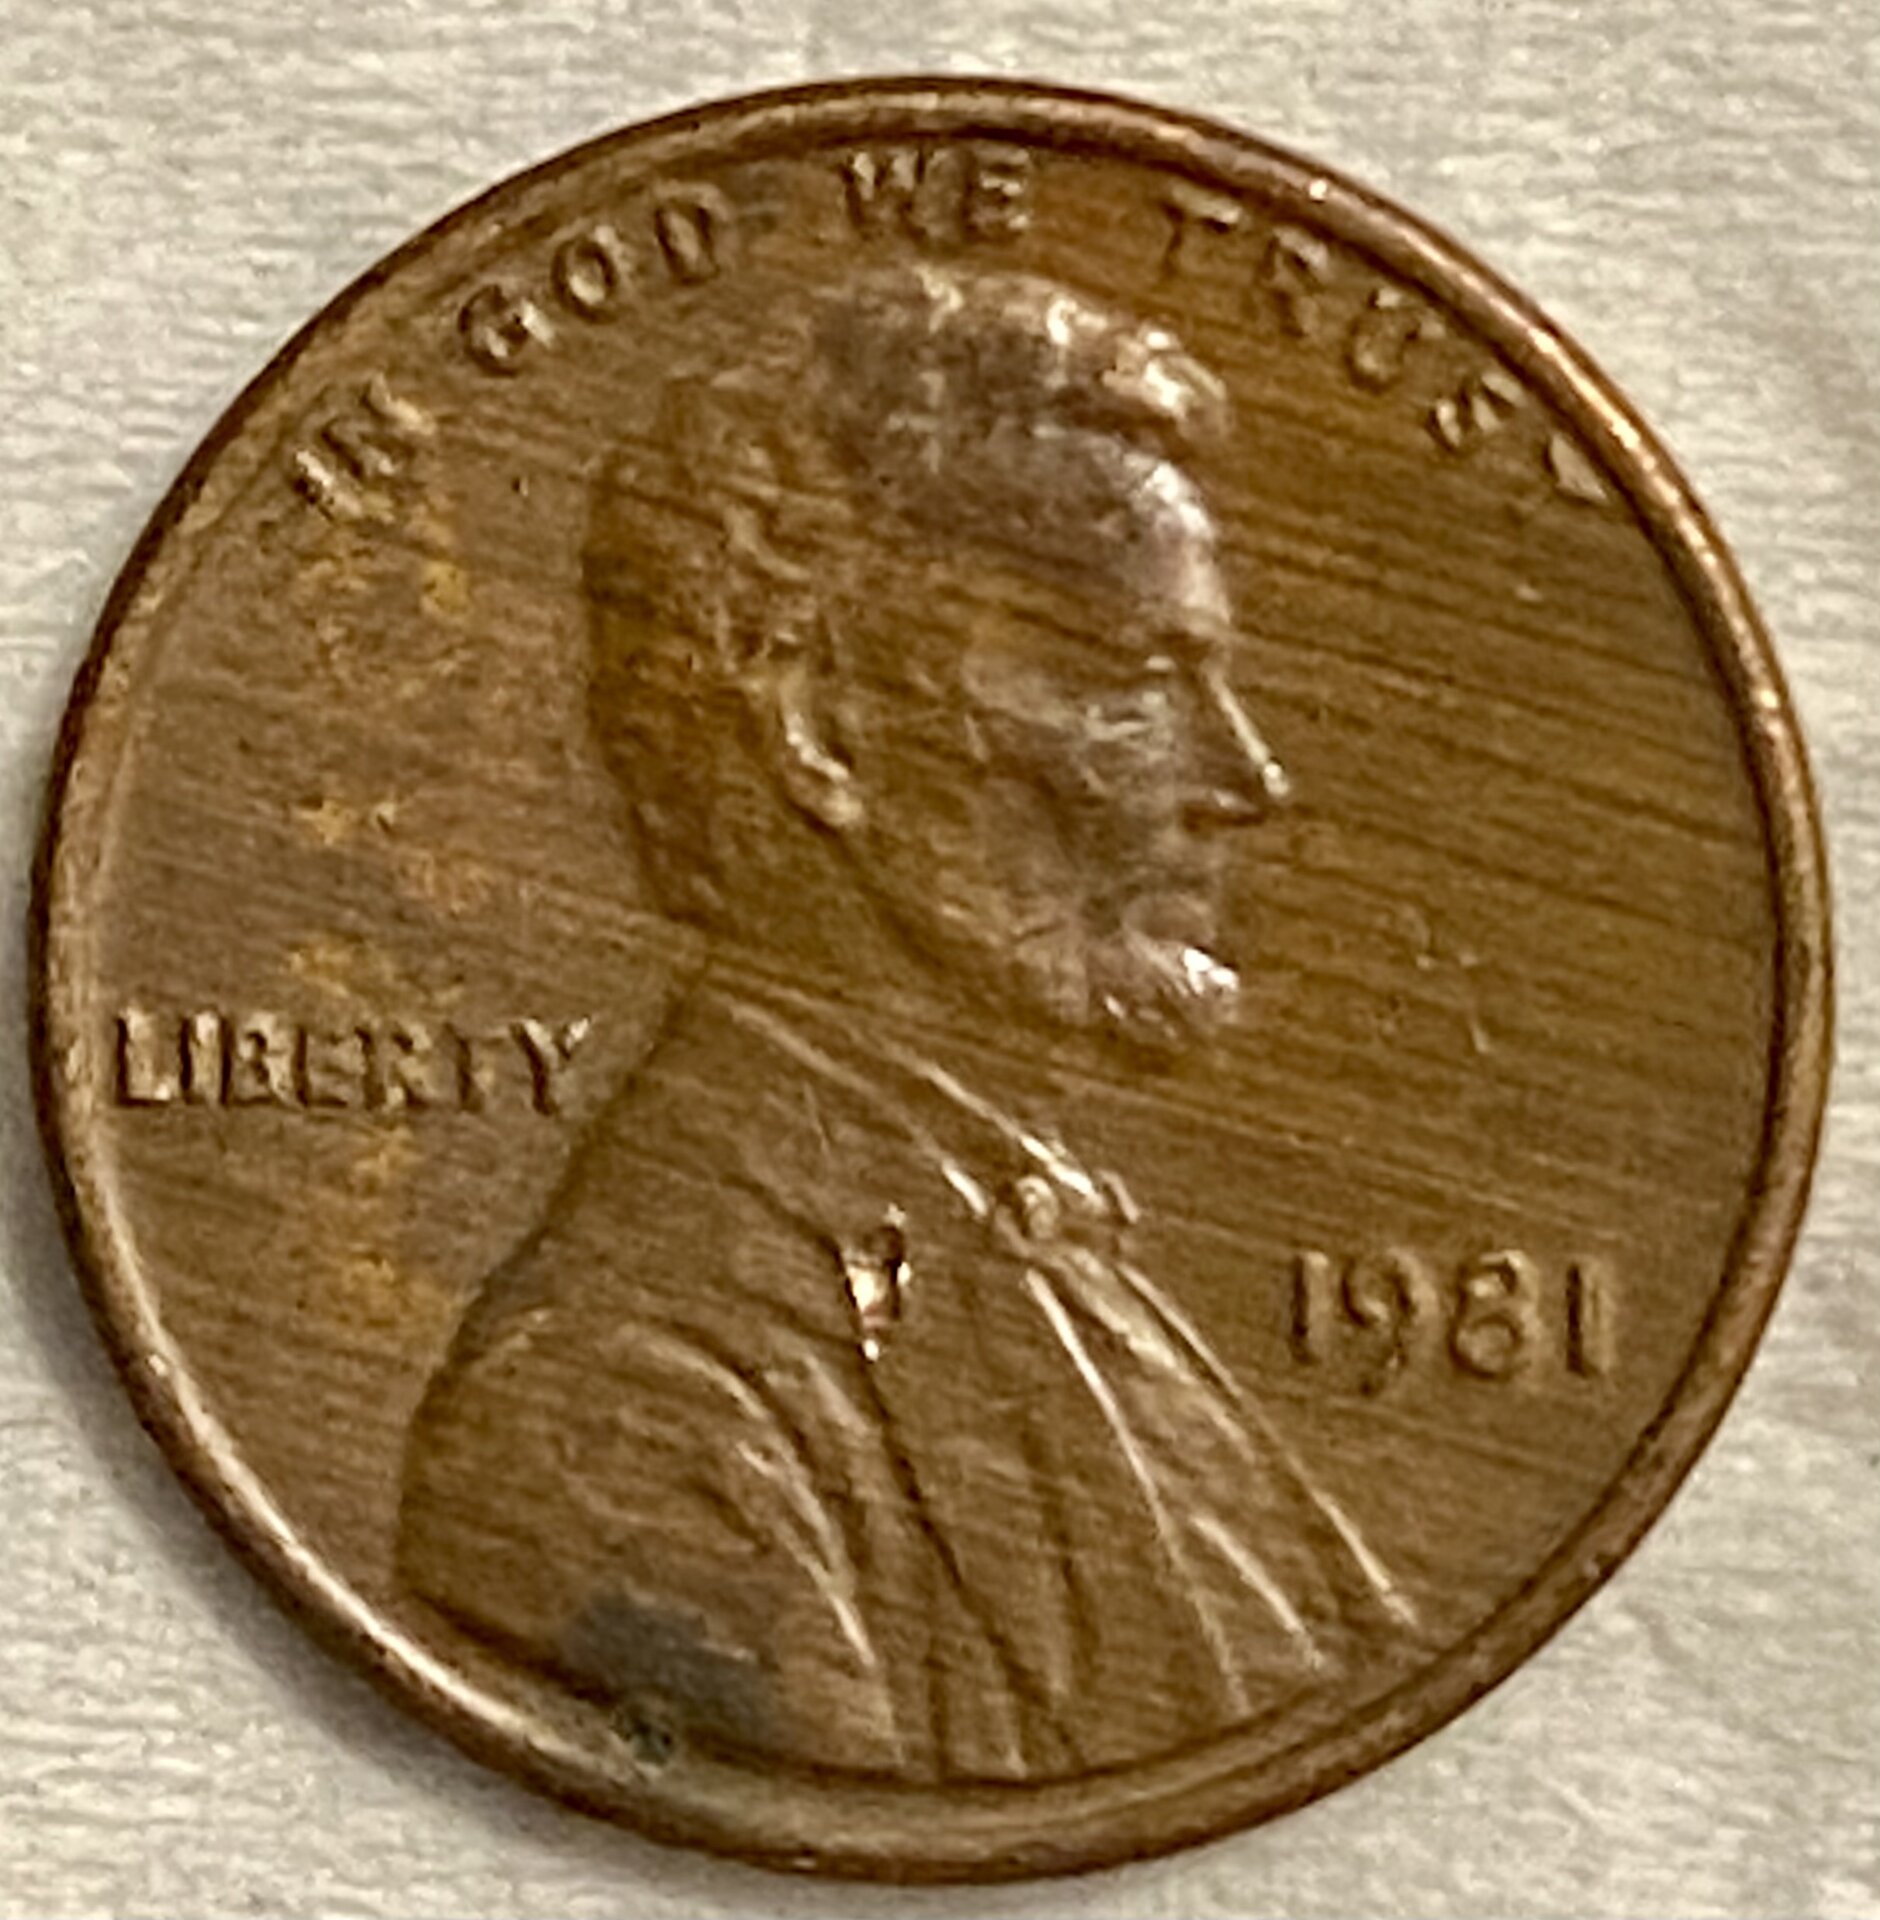 IN GOD WE TRUST
LIBERTY
1981